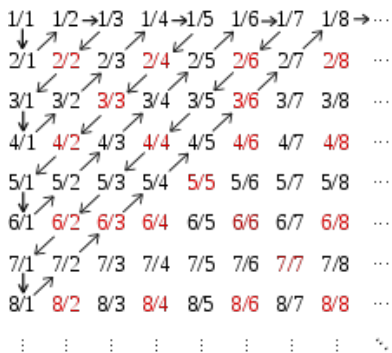 1/1 1/2 → 1/3 1/4 → 1/5 1/6 → 1/7 1/8 → ⋯
2/1 2/2 2/3 2/4 2/5 2/6 2/7 2/8 ⋯
3/1 3/2 3/3 3/4 3/5 3/6 3/7 3/8 ⋯
4/1 4/2 4/3 4/4 4/5 4/6 4/7 4/8 ⋯
5/1 5/2 5/3 5/4 5/5 5/6 5/7 5/8 ⋯
6/1 6/2 6/3 6/4 6/5 6/6 6/7 6/8 ⋯
7/1 7/2 7/3 7/4 7/5 7/6 7/7 7/8 ⋯
8/1 8/2 8/3 8/4 8/5 8/6 8/7 8/8 ⋯
⋮ ⋮ ⋮ ⋮ ⋮ ⋮ ⋮ ⋮ ⋱